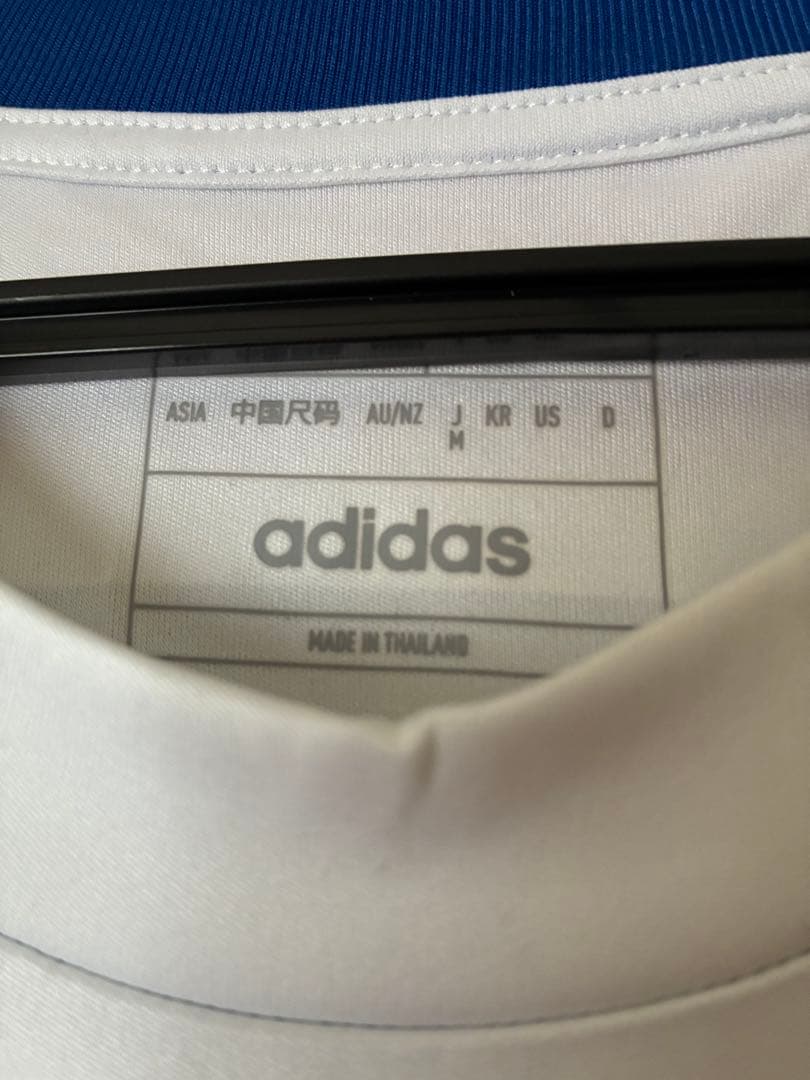 ASIA 中国尺码 AU/NZ J KR US D
M
adidas
MADE IN THAILAND